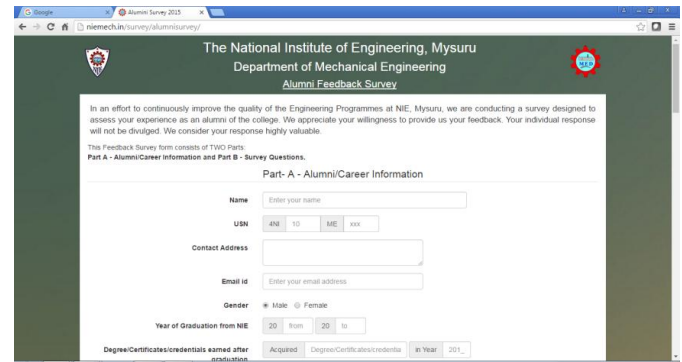 Google
Alumini Survey 2015
niemech.in/survey/alumnisurvey/
The National Institute of Engineering, Mysuru
Department of Mechanical Engineering
Alumni Feedback Survey
MED
In an effort to continuously improve the quality of the Engineering Programmes at NIE, Mysuru, we are conducting a survey designed to
assess your experience as an alumni of the college. We appreciate your willingness to provide us your feedback. Your individual response
will not be divulged. We consider your response highly valuable.
This Feedback Survey form consists of TWO Parts:
Part A - Alumni/Career Information and Part B - Survey Questions.
Part- A - Alumni/Career Information
Name Enter your name
USN 4NI 10 ME xxx
Contact Address
Email id Enter your email address
Gender Male Female
Year of Graduation from NIE 20 from 20 to
Degree/Certificates/credentials earned after Acquired Degree/Certificates/credentia in Year 201_
graduation